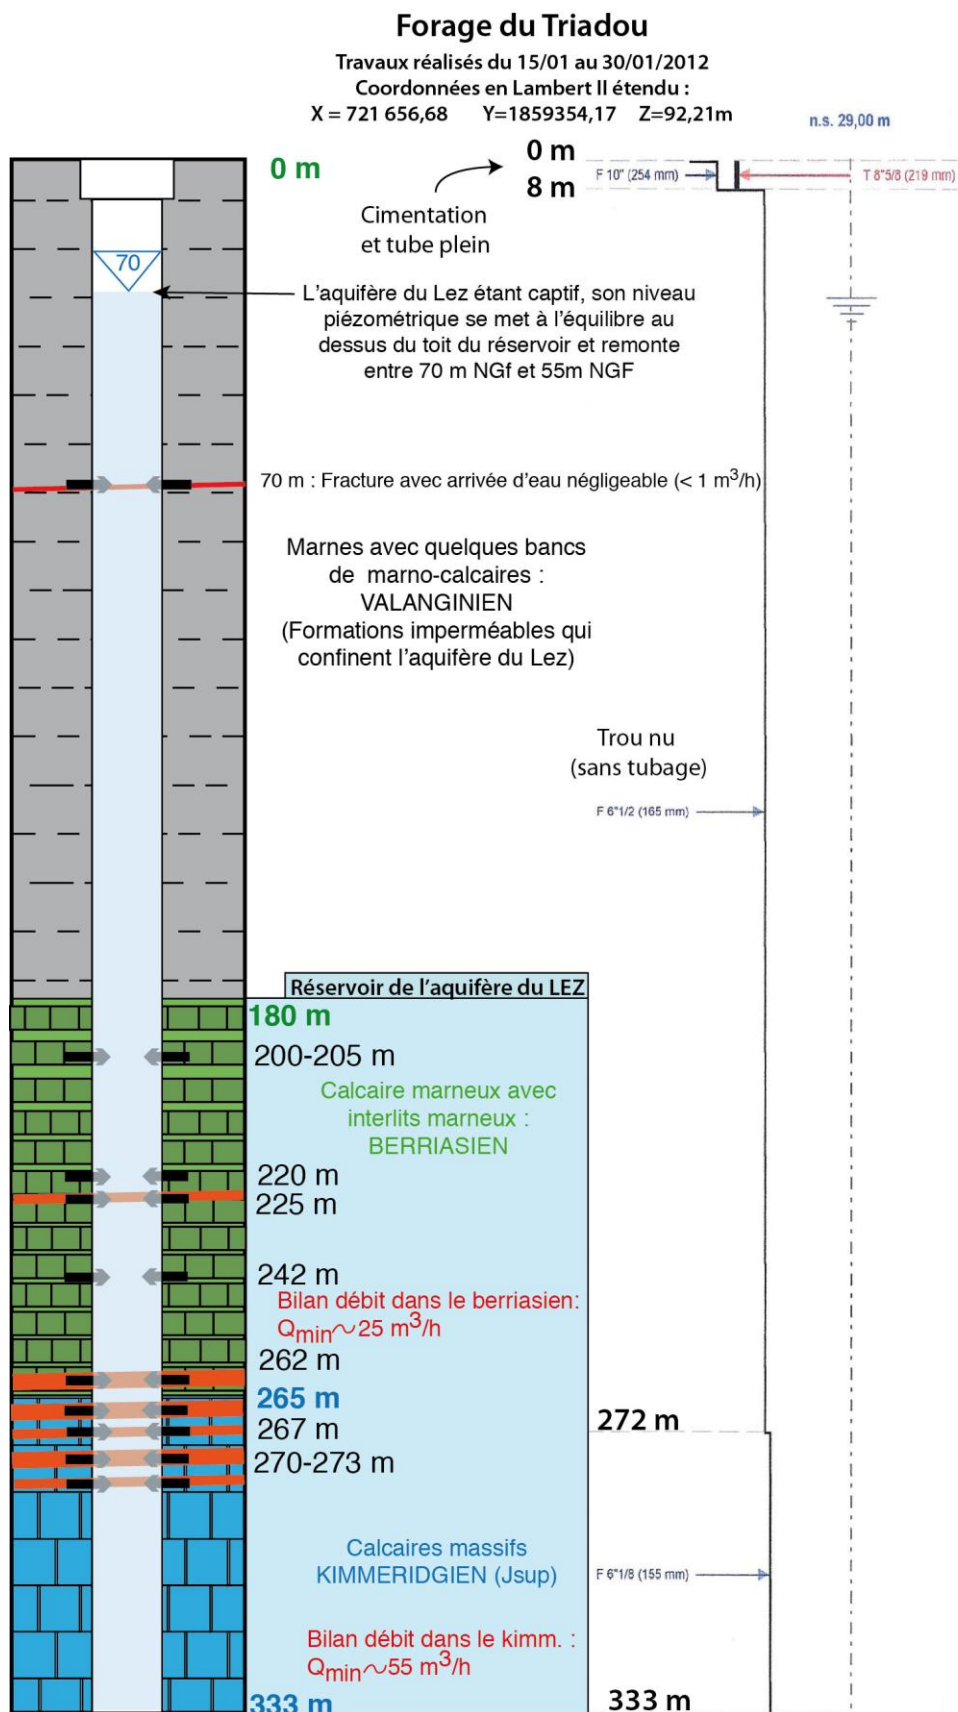 Forage du Triadou
Travaux réalisés du 15/01 au 30/01/2012
Coordonnées en Lambert II étendu :
X = 721 656,68 Y=1859354,17 Z=92,21m
n.s. 29,00 m
0 m
0 m
F 10" (254 mm)
T 8"5/8 (219 mm)
8 m
Cimentation
et tube plein
70
L'aquifère du Lez étant captif, son niveau
piézométrique se met à l'équilibre au
dessus du toit du réservoir et remonte
entre 70 m NGf et 55m NGF
70 m : Fracture avec arrivée d'eau négligeable (< 1 m³/h)
Marnes avec quelques bancs
de marno-calcaires :
VALANGINIEN
(Formations imperméables qui
confinent l'aquifère du Lez)
Trou nu
(sans tubage)
F 6"1/2 (165 mm)
Réservoir de l'aquifère du LEZ
180 m
200-205 m
Calcaire marneux avec
interlits marneux :
BERRIASIEN
220 m
225 m
242 m
Bilan débit dans le berriasien:
Qmin~25 m³/h
262 m
265 m
267 m
272 m
270-273 m
Calcaires massifs
KIMMERIDGIEN (Jsup)
F 6"1/8 (155 mm)
Bilan débit dans le kimm. :
Qmin~55 m³/h
333 m
333 m